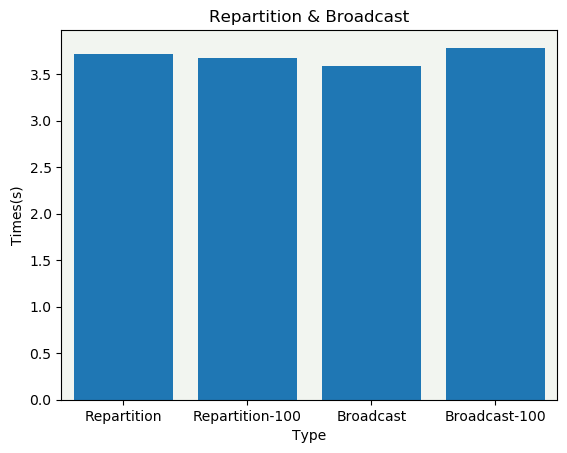 Repartition & Broadcast
Times(s)
3.5
3.0
2.5
2.0
1.5
1.0
0.5
0.0
Repartition Repartition-100 Broadcast Broadcast-100
Type